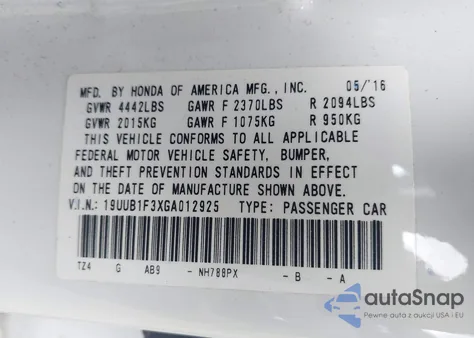 MFD. BY HONDA OF AMERICA MFG., INC. 05/'16
GVWR 4442LBS GAWR F 2370LBS R 2094LBS
GVWR 2015KG GAWR F 1075KG R 950KG
THIS VEHICLE CONFORMS TO ALL APPLICABLE
FEDERAL MOTOR VEHICLE SAFETY, BUMPER,
AND THEFT PREVENTION STANDARDS IN EFFECT
ON THE DATE OF MANUFACTURE SHOWN ABOVE.
V.I.N.: 19UUB1F3XGA012925 TYPE: PASSENGER CAR
TZ4 G AB9 - NH788PX - B - A
autoSnap
Pewne auta z aukcji USA i EU